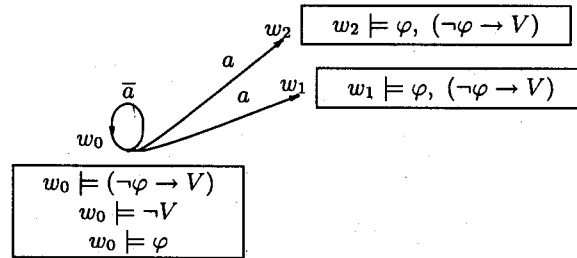 w₂ ⊨ φ, (¬φ → V)
w₂
a
w₁ ⊨ φ, (¬φ → V)
w₁
a
a̅
w₀
w₀ ⊨ (¬φ → V)
w₀ ⊨ ¬V
w₀ ⊨ φ